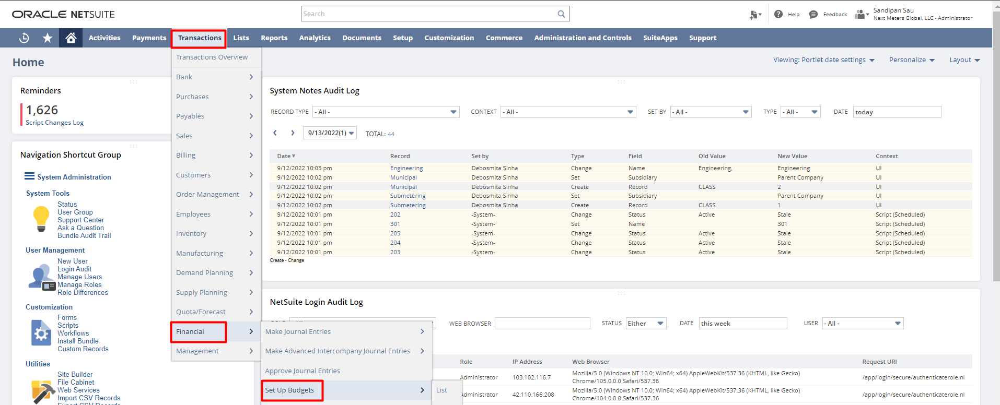 ORACLE NETSUITE
Search
Help
Feedback
Sandipan Sau
Next Meters Global, LLC - Administrator
Activities Payments Transactions Lists Reports Analytics Documents Setup Customization Commerce Administration and Controls SuiteApps Support
Home
Viewing: Portlet date settings Personalize Layout
Reminders
1,626
Script Changes Log
Navigation Shortcut Group
System Administration
System Tools
Status
User Group
Support Center
Ask a Question
Bundle Audit Trail
User Management
New User
Login Audit
Manage Users
Manage Roles
Role Differences
Customization
Forms
Scripts
Workflows
Install Bundle
Custom Records
Utilities
Site Builder
File Cabinet
Web Services
Import CSV Records
Export CSV Records
Transactions Overview
Bank
Purchases
Payables
Sales
Billing
Customers
Order Management
Employees
Inventory
Manufacturing
Demand Planning
Supply Planning
Quota/Forecast
Financial
Management
Make Journal Entries
Make Advanced Intercompany Journal Entries
Approve Journal Entries
Set Up Budgets
List
System Notes Audit Log
RECORD TYPE - All - CONTEXT - All - SET BY - All - TYPE - All - DATE today
9/13/2022(1) TOTAL: 44
Date Record Set by Type Field Old Value New Value Context
9/12/2022 10:03 pm Engineering Debosmita Sinha Change Name Engineering, Engineering UI
9/12/2022 10:02 pm Municipal Debosmita Sinha Set Subsidiary Parent Company UI
9/12/2022 10:02 pm Municipal Debosmita Sinha Create Record CLASS 2 UI
9/12/2022 10:02 pm Submetering Debosmita Sinha Set Subsidiary Parent Company UI
9/12/2022 10:02 pm Submetering Debosmita Sinha Create Record CLASS 1 UI
9/12/2022 10:01 pm 202 -System- Change Status Active Stale Script (Scheduled)
9/12/2022 10:01 pm 301 -System- Set Name 301 Script (Scheduled)
9/12/2022 10:01 pm 205 -System- Change Status Active Stale Script (Scheduled)
9/12/2022 10:01 pm 204 -System- Change Status Active Stale Script (Scheduled)
9/12/2022 10:01 pm 203 -System- Change Status Active Stale Script (Scheduled)
Create • Change
NetSuite Login Audit Log
WEB BROWSER STATUS Either DATE this week USER - All -
Role IP Address Web Browser Request URI
Administrator 103.102.116.7 Mozilla/5.0 (Windows NT 10.0; Win64; x64) AppleWebKit/537.36 (KHTML, like Gecko) /app/login/secure/authenticaterole.nl
Chrome/105.0.0.0 Safari/537.36
Administrator 42.110.166.208 Mozilla/5.0 (Windows NT 10.0; Win64; x64) AppleWebKit/537.36 (KHTML, like Gecko) /app/login/secure/authenticaterole.nl
Chrome/104.0.0.0 Safari/537.36